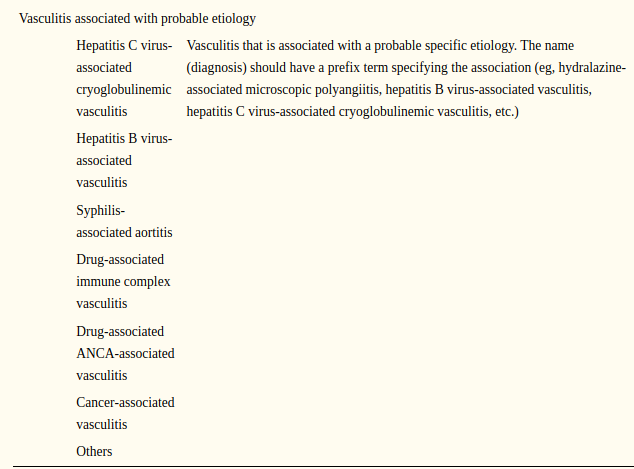 Vasculitis associated with probable etiology
Hepatitis C virus-
associated
cryoglobulinemic
vasculitis
Vasculitis that is associated with a probable specific etiology. The name
(diagnosis) should have a prefix term specifying the association (eg, hydralazine-
associated microscopic polyangiitis, hepatitis B virus-associated vasculitis,
hepatitis C virus-associated cryoglobulinemic vasculitis, etc.)
Hepatitis B virus-
associated
vasculitis
Syphilis-
associated aortitis
Drug-associated
immune complex
vasculitis
Drug-associated
ANCA-associated
vasculitis
Cancer-associated
vasculitis
Others